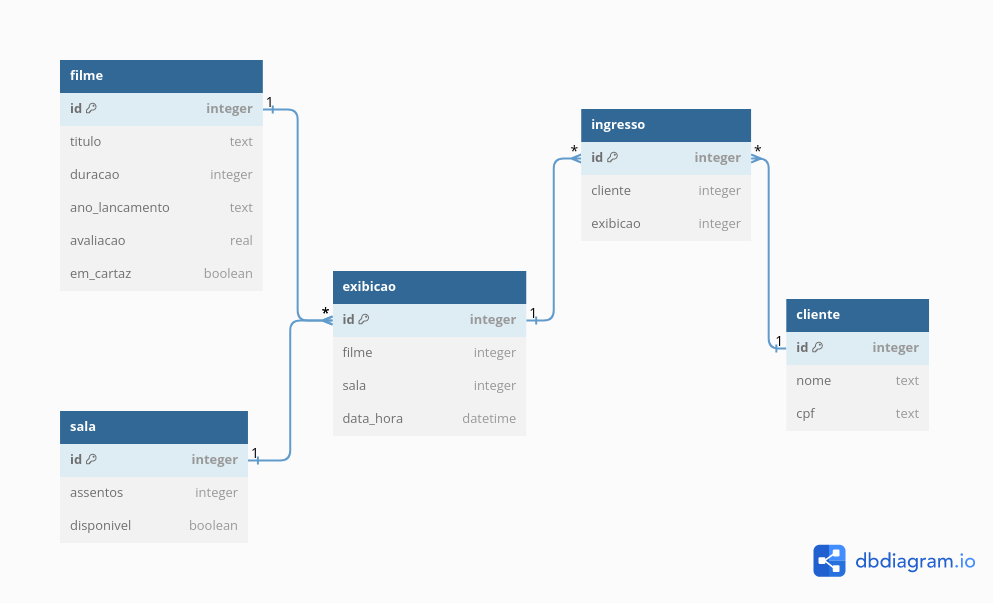 filme
id integer
titulo text
duracao integer
ano_lancamento text
avaliacao real
em_cartaz boolean
1
ingresso
id integer
cliente integer
exibicao integer
*
*
exibicao
id integer
filme integer
sala integer
data_hora datetime
*
1
cliente
id integer
nome text
cpf text
1
sala
id integer
assentos integer
disponivel boolean
1
dbdiagram.io